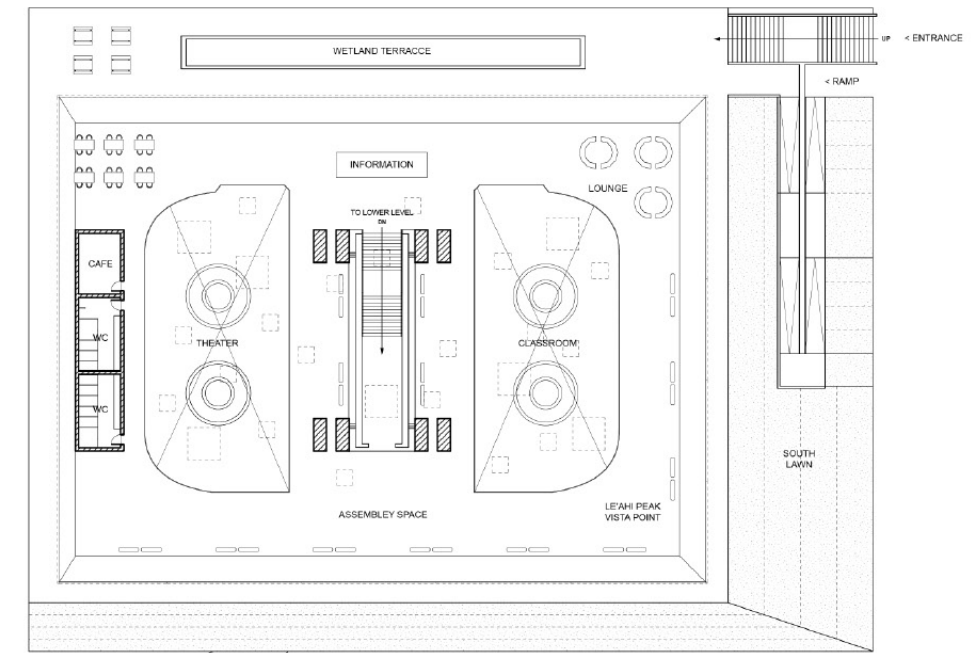 WETLAND TERRACCE
UP
< ENTRANCE
< RAMP
INFORMATION
LOUNGE
TO LOWER LEVEL
DN
CAFE
WC
THEATER
CLASSROOM
WC
SOUTH
LAWN
ASSEMBLEY SPACE
LE'AHI PEAK
VISTA POINT